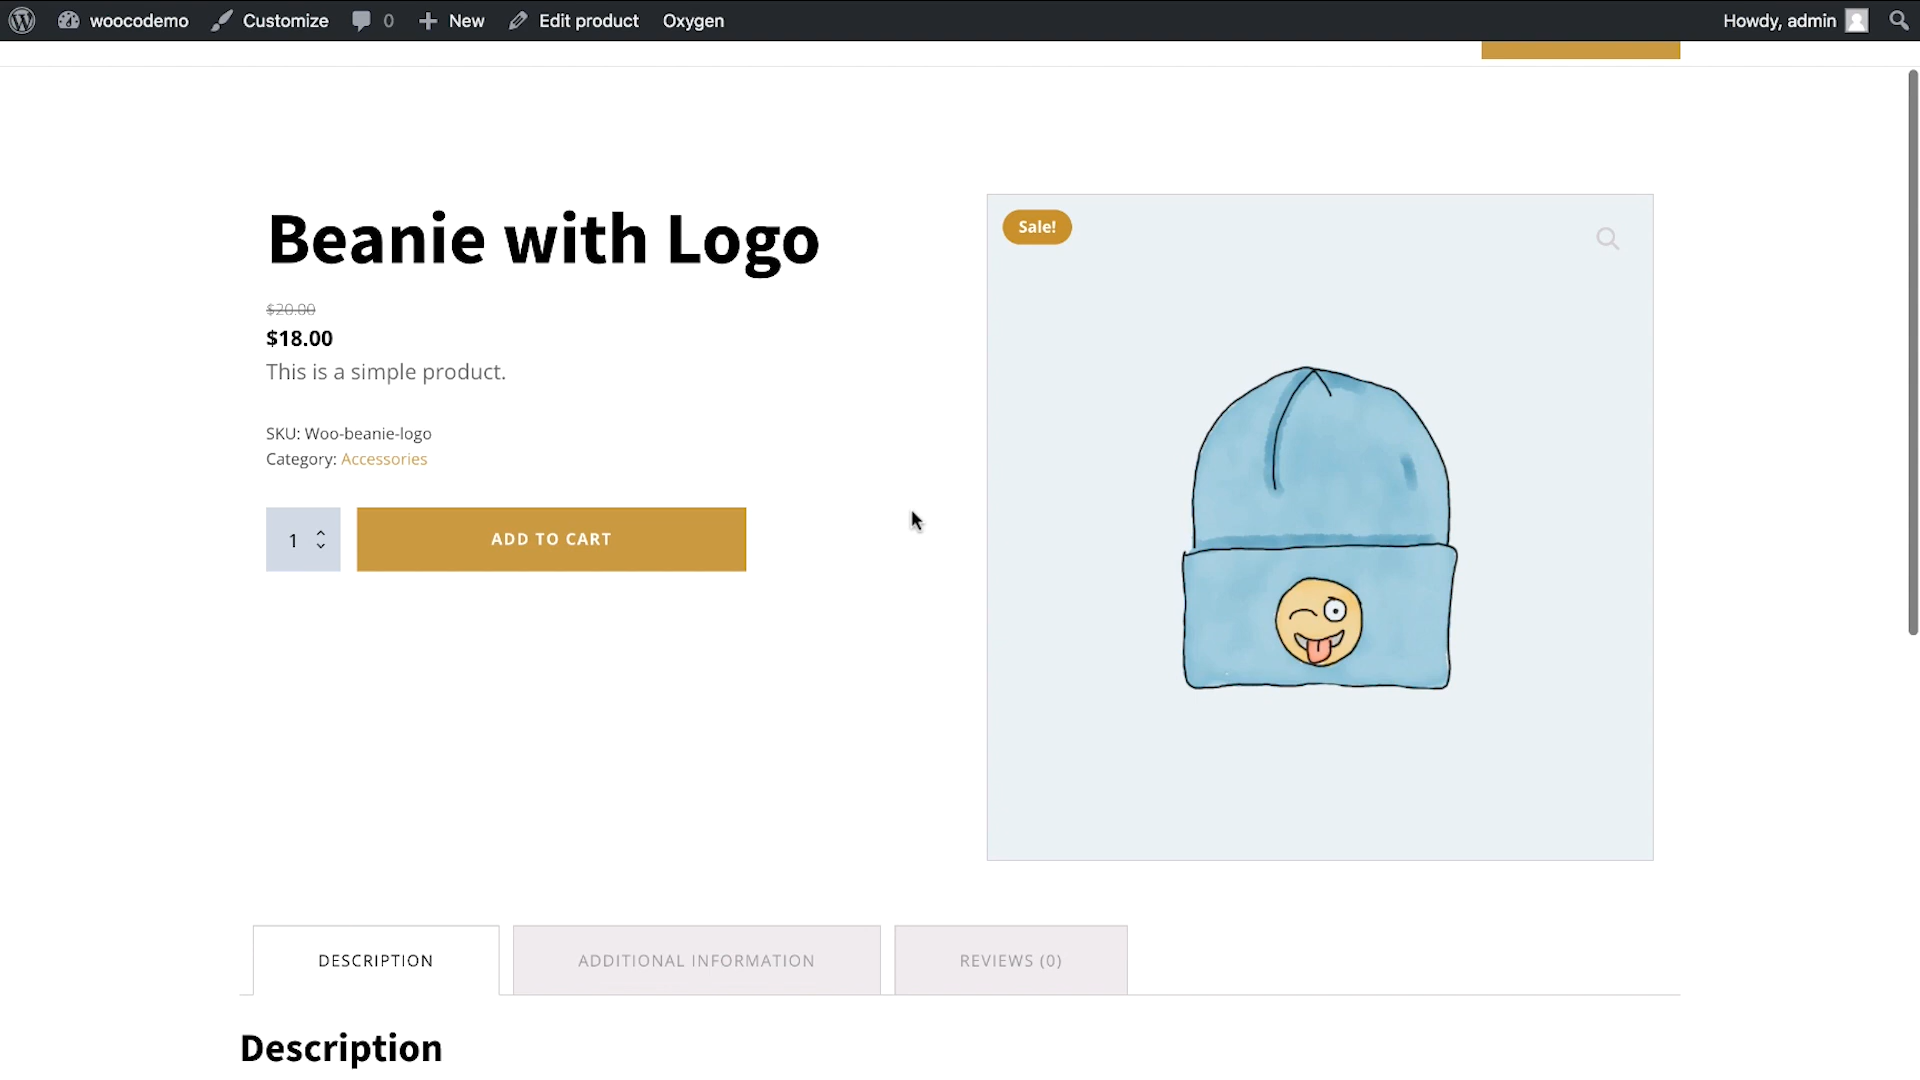 woocodemo Customize 0 New Edit product Oxygen Howdy, admin
Beanie with Logo
$20.00
$18.00
This is a simple product.
SKU: Woo-beanie-logo
Category: Accessories
1 ADD TO CART
Sale!
DESCRIPTION ADDITIONAL INFORMATION REVIEWS (0)
Description